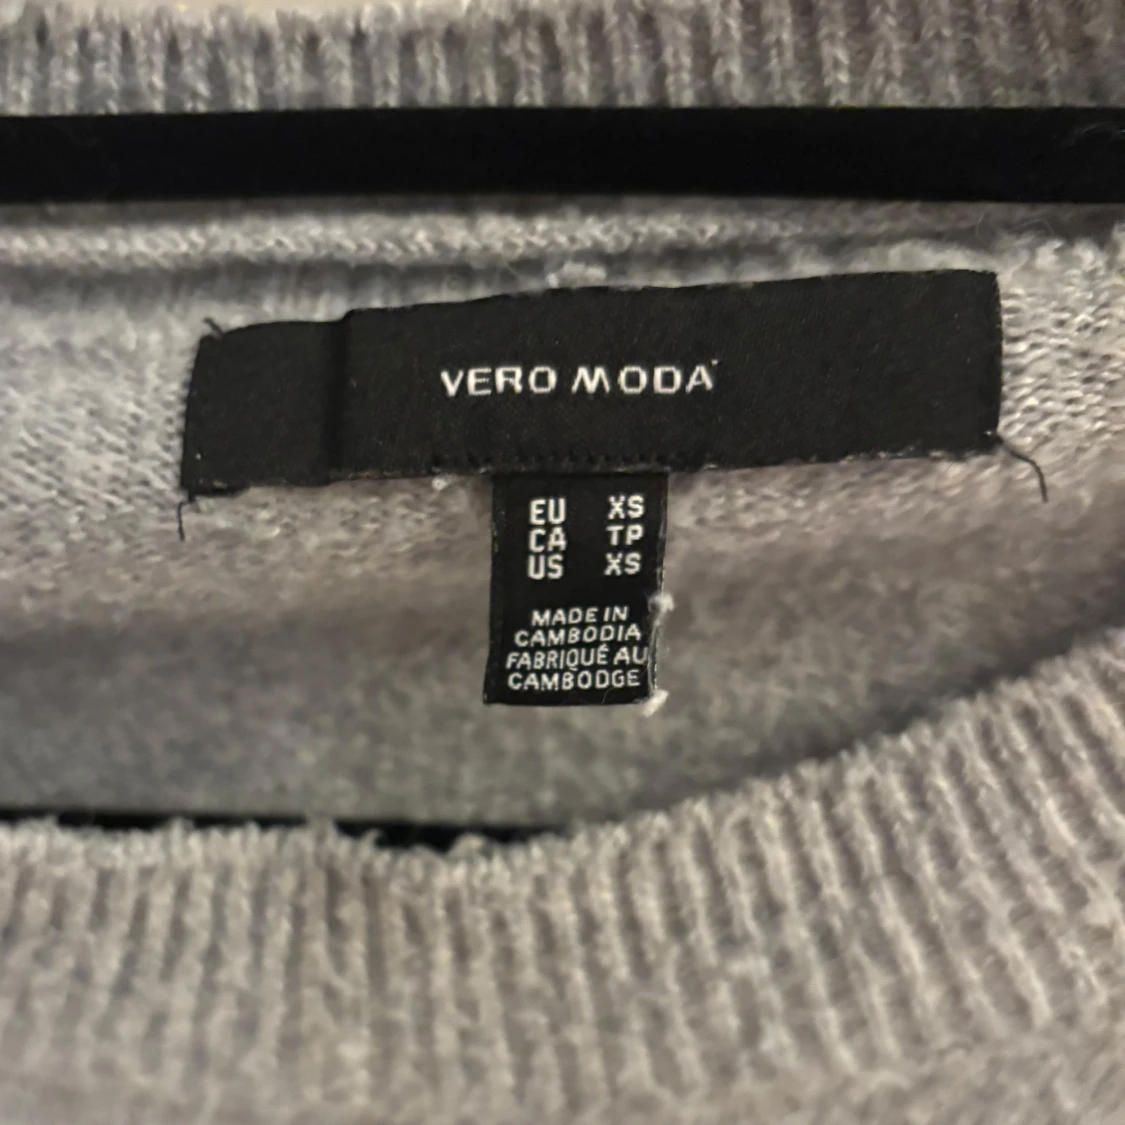 VERO MODA
EU XS
CA TP
US XS
MADE IN
CAMBODIA
FABRIQUÉ AU
CAMBODGE